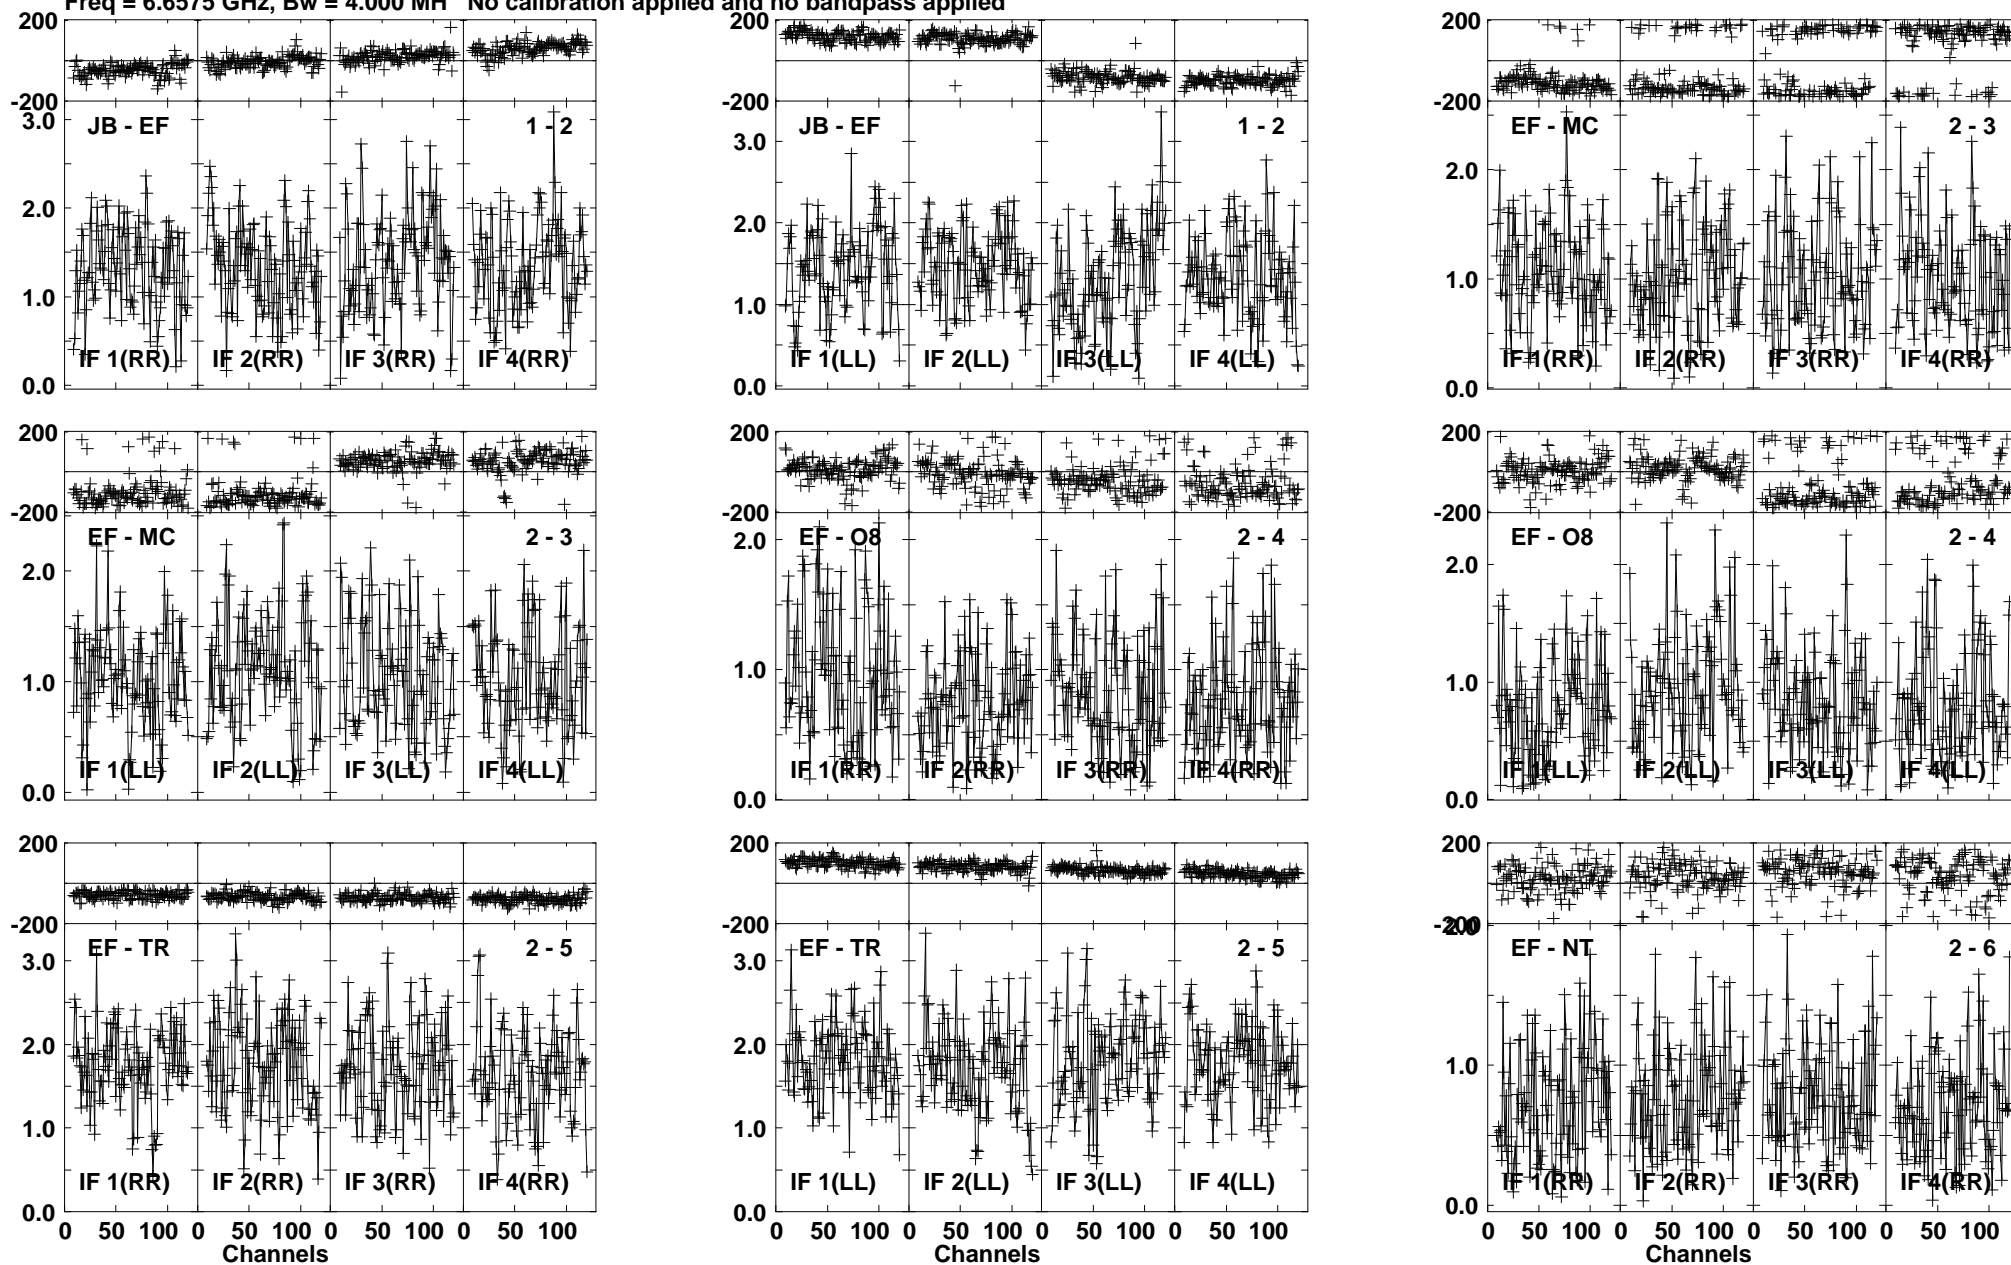 Freq = 6.6575 GHz, Bw = 4.000 MH No calibration applied and no bandpass applied
200 200 200
-200 -200 -200
3.0 JB - EF 1 - 2 3.0 JB - EF 1 - 2 2.0 EF - MC 2 - 3
2.0 2.0
1.0 1.0 1.0
IF 1(RR) IF 2(RR) IF 3(RR) IF 4(RR) IF 1(LL) IF 2(LL) IF 3(LL) IF 4(LL) IF 1(RR) IF 2(RR) IF 3(RR) IF 4(RR)
0.0 0.0 0.0
200 200 200
-200 -200 -200
EF - MC 2 - 3 2.0 EF - O8 2 - 4 EF - O8 2 - 4
2.0 2.0
1.0 1.0 1.0
IF 1(LL) IF 2(LL) IF 3(LL) IF 4(LL) IF 1(RR) IF 2(RR) IF 3(RR) IF 4(RR) IF 1(LL) IF 2(LL) IF 3(LL) IF 4(LL)
0.0 0.0 0.0
200 200 200
-200 -200 -200
2.0
3.0 EF - TR 2 - 5 3.0 EF - TR 2 - 5 EF - NT 2 - 6
2.0 2.0
1.0 1.0 1.0
IF 1(RR) IF 2(RR) IF 3(RR) IF 4(RR) IF 1(LL) IF 2(LL) IF 3(LL) IF 4(LL) IF 1(RR) IF 2(RR) IF 3(RR) IF 4(RR)
0.0 0.0 0.0
0 50 100 0 50 100 0 50 100 0 50 100 0 50 100 0 50 100 0 50 100 0 50 100 0 50 100 0 50 100 0 50 100 0 50 100
Channels Channels Channels